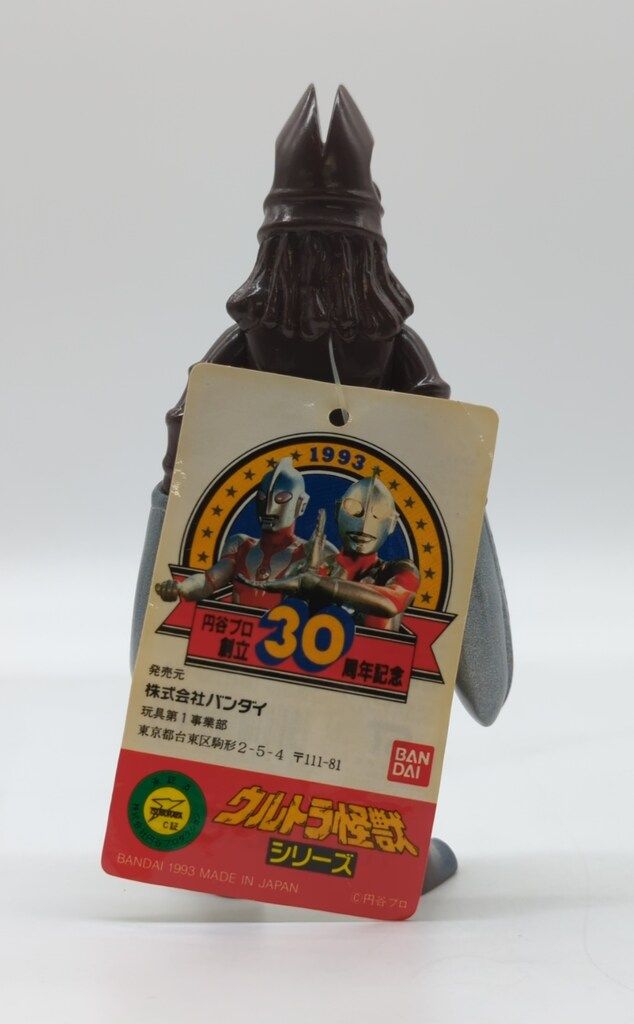 1993
円谷プロ
創立
30
周年記念
発売元
株式会社バンダイ
玩具第1事業部
東京都台東区駒形2-5-4 〒111-81
BAN
DAI
TSUBURAYA
C証
ウルトラ怪獣
シリーズ
BANDAI 1993 MADE IN JAPAN
©円谷プロ